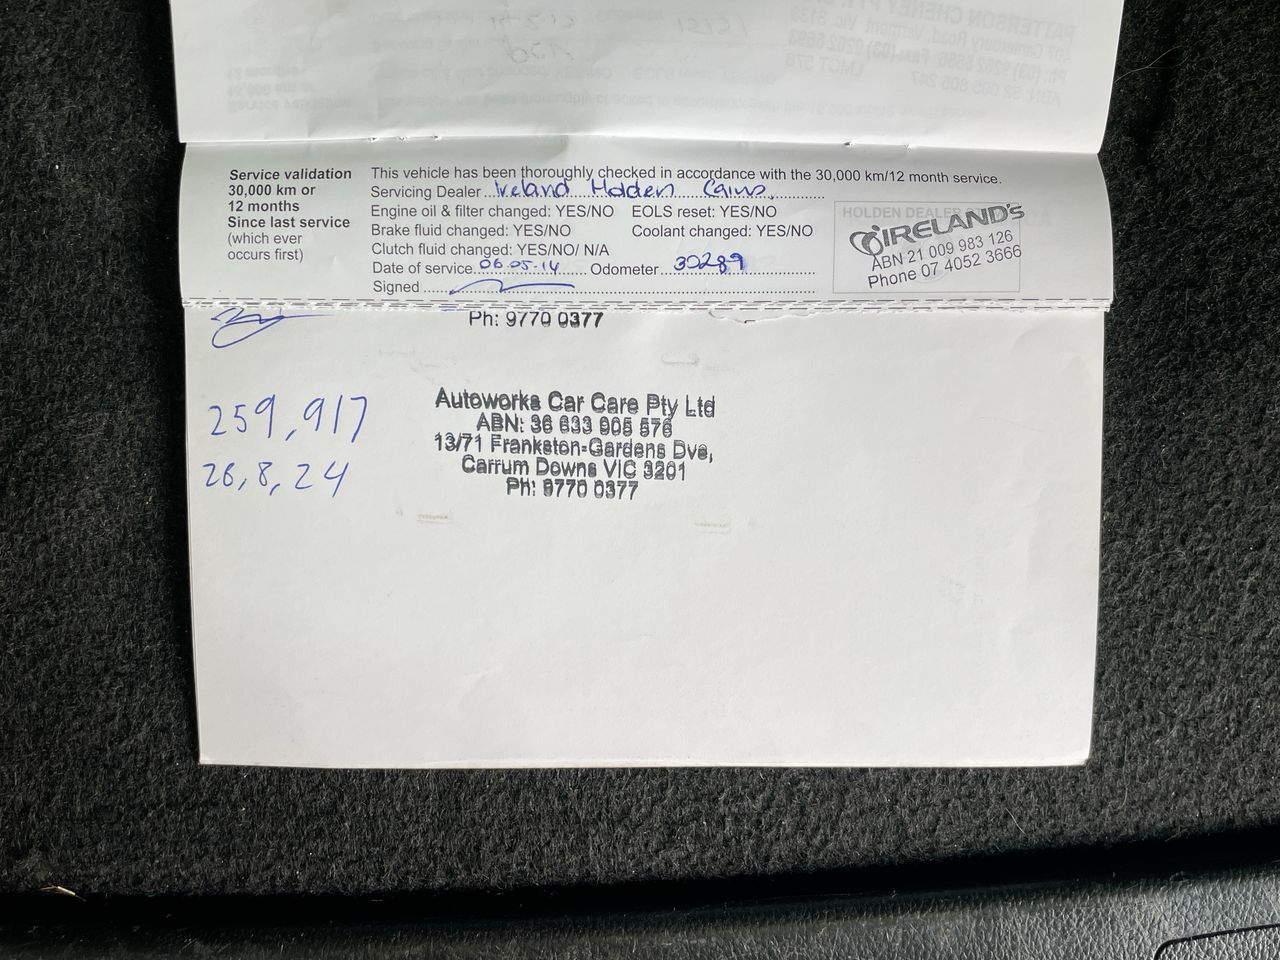 PATTERSON CHENEY PTY.
Service validation
30,000 km or
12 months
Since last service
(which ever
occurs first)
This vehicle has been thoroughly checked in accordance with the 30,000 km/12 month service.
Servicing Dealer Ireland Holden Cairns.
Engine oil & filter changed: YES/NO EOLS reset: YES/NO
Brake fluid changed: YES/NO Coolant changed: YES/NO
Clutch fluid changed: YES/NO/ N/A
Date of service 06.05.14 Odometer 30289
Signed
HOLDEN DEALER
IRELAND'S
ABN 21 009 983 126
Phone 07 4052 3666
Ph: 9770 0377
259,917
26,8,24
Autoworks Car Care Pty Ltd
ABN: 36 633 905 576
13/71 Frankston-Gardens Dve,
Carrum Downs VIC 3201
Ph: 9770 0377